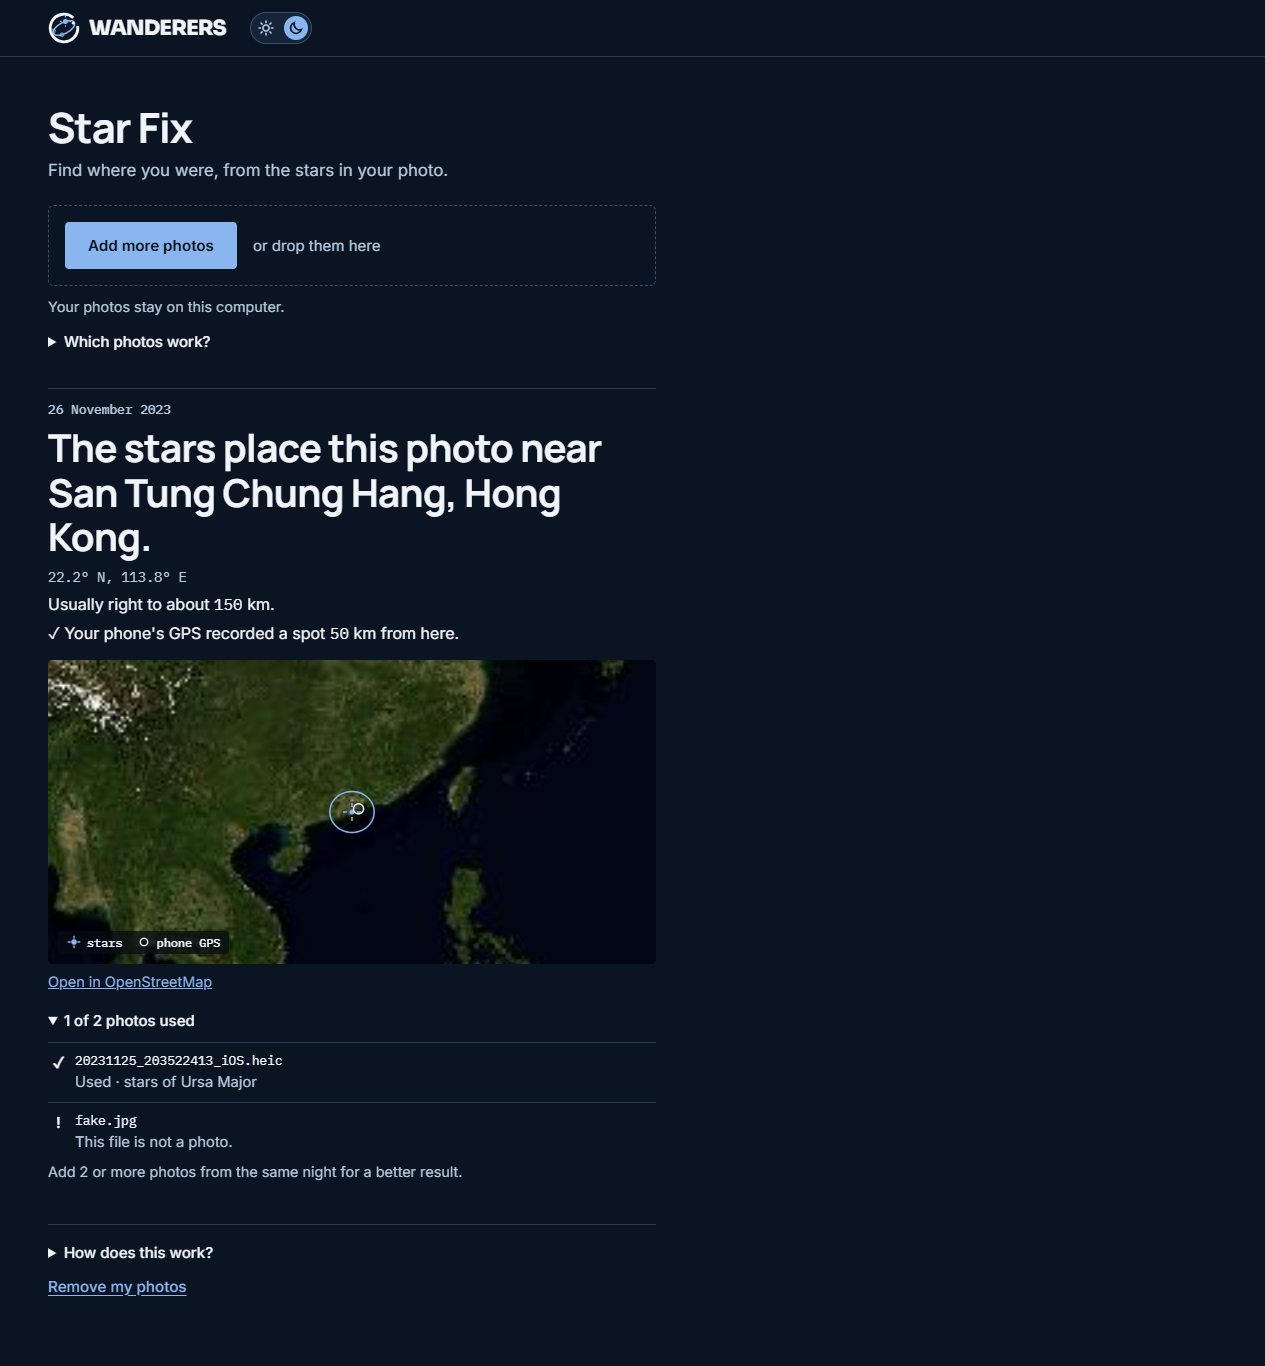 WANDERERS
Star Fix
Find where you were, from the stars in your photo.
Add more photos
or drop them here
Your photos stay on this computer.
Which photos work?
26 November 2023
The stars place this photo near
San Tung Chung Hang, Hong
Kong.
22.2° N, 113.8° E
Usually right to about 150 km.
✓ Your phone's GPS recorded a spot 50 km from here.
stars
phone GPS
Open in OpenStreetMap
1 of 2 photos used
20231125_203522413_iOS.heic
Used · stars of Ursa Major
! fake.jpg
This file is not a photo.
Add 2 or more photos from the same night for a better result.
How does this work?
Remove my photos